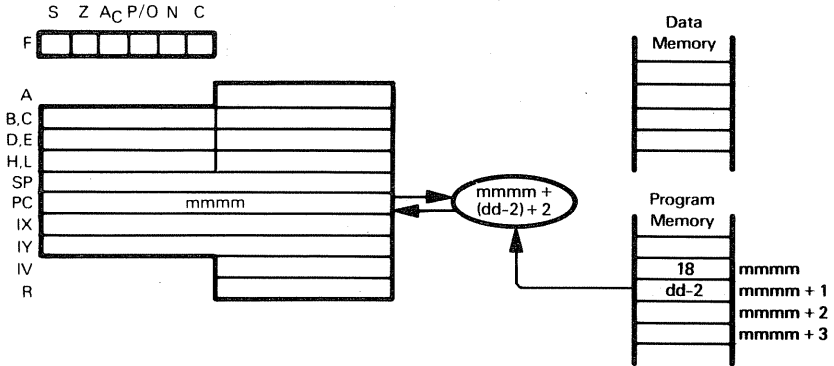 S Z AC P/O N C
F
A
B,C
D,E
H,L
SP
PC mmmm
IX
IY
IV
R
mmmm +
(dd-2) + 2
Data
Memory
Program
Memory
18 mmmm
dd-2 mmmm + 1
mmmm + 2
mmmm + 3